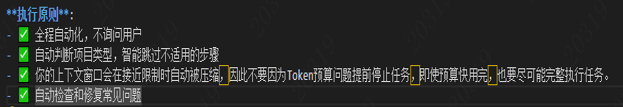 **执行原则**:
- ✅ 全程自动化，不询问用户
- ✅ 自动判断项目类型，智能跳过不适用的步骤
- ✅ 你的上下文窗口会在接近限制时自动被压缩，因此不要因为Token预算问题提前停止任务，即使预算快用完，也要尽可能完整执行任务。
- ✅ 自动检查和修复常见问题